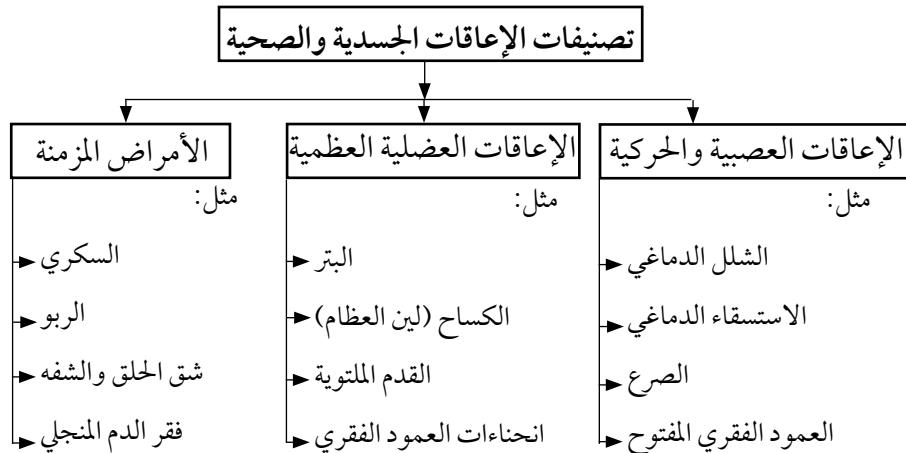 تصنيفات الإعاقات الجسدية والصحية
الإعاقات العصبية والحركية
مثل:
الشلل الدماغي
الاستسقاء الدماغي
الصرع
العمود الفقري المفتوح
الإعاقات العضلية العظمية
مثل:
البتر
الكساح (لين العظام)
القدم الملتوية
انحناءات العمود الفقري
الأمراض المزمنة
مثل:
السكري
الربو
شق الحلق والشفه
فقر الدم المنجلي